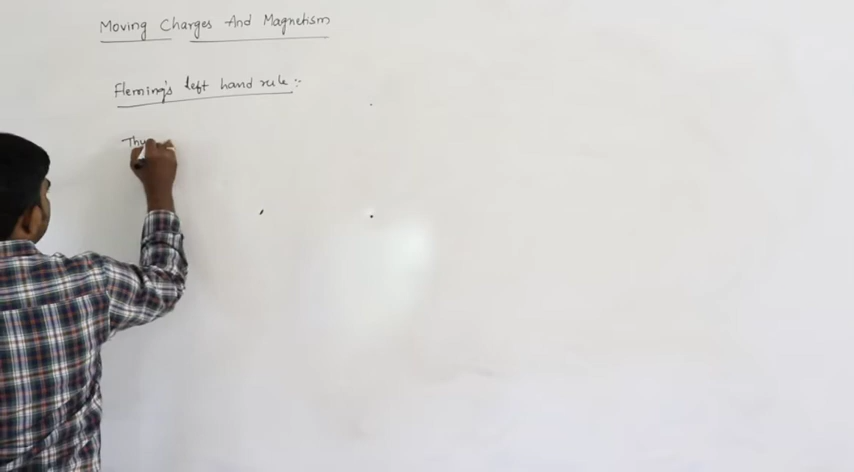 Moving Charges And Magnetism
Fleming's left hand rule :-